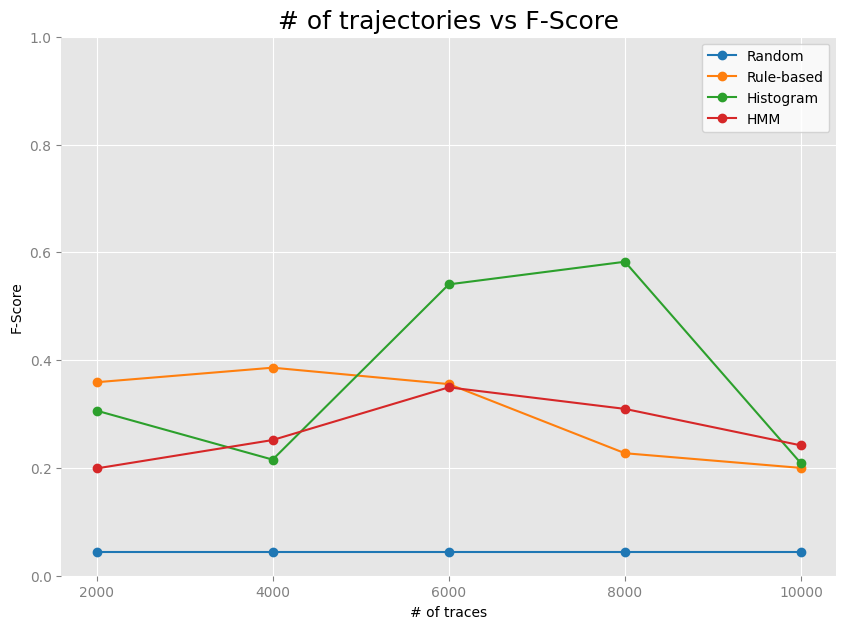 # of trajectories vs F-Score
1.0
0.8
0.6
0.4
0.2
0.0
F-Score
Random
Rule-based
Histogram
HMM
2000 4000 6000 8000 10000
# of traces